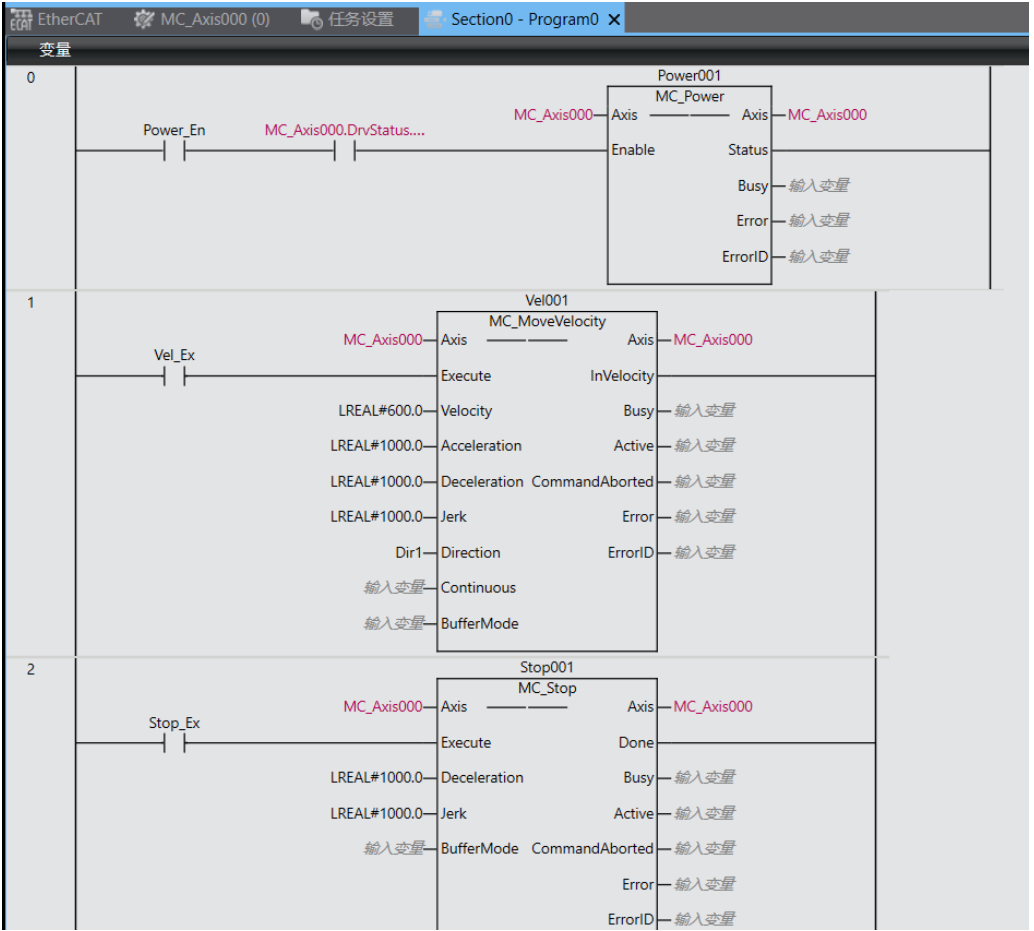 EtherCAT MC_Axis000 (0) 任务设置 Section0 - Program0
变量
0
Power001
MC_Power
MC_Axis000 Axis Axis MC_Axis000
Power_En MC_Axis000.DrvStatus....
Enable Status
Busy 输入变量
Error 输入变量
ErrorID 输入变量
1
Vel001
MC_MoveVelocity
MC_Axis000 Axis Axis MC_Axis000
Vel_Ex
Execute InVelocity
LREAL#600.0 Velocity Busy 输入变量
LREAL#1000.0 Acceleration Active 输入变量
LREAL#1000.0 Deceleration CommandAborted 输入变量
LREAL#1000.0 Jerk Error 输入变量
Dir1 Direction ErrorID 输入变量
输入变量 Continuous
输入变量 BufferMode
2
Stop001
MC_Stop
MC_Axis000 Axis Axis MC_Axis000
Stop_Ex
Execute Done
LREAL#1000.0 Deceleration Busy 输入变量
LREAL#1000.0 Jerk Active 输入变量
输入变量 BufferMode CommandAborted 输入变量
Error 输入变量
ErrorID 输入变量